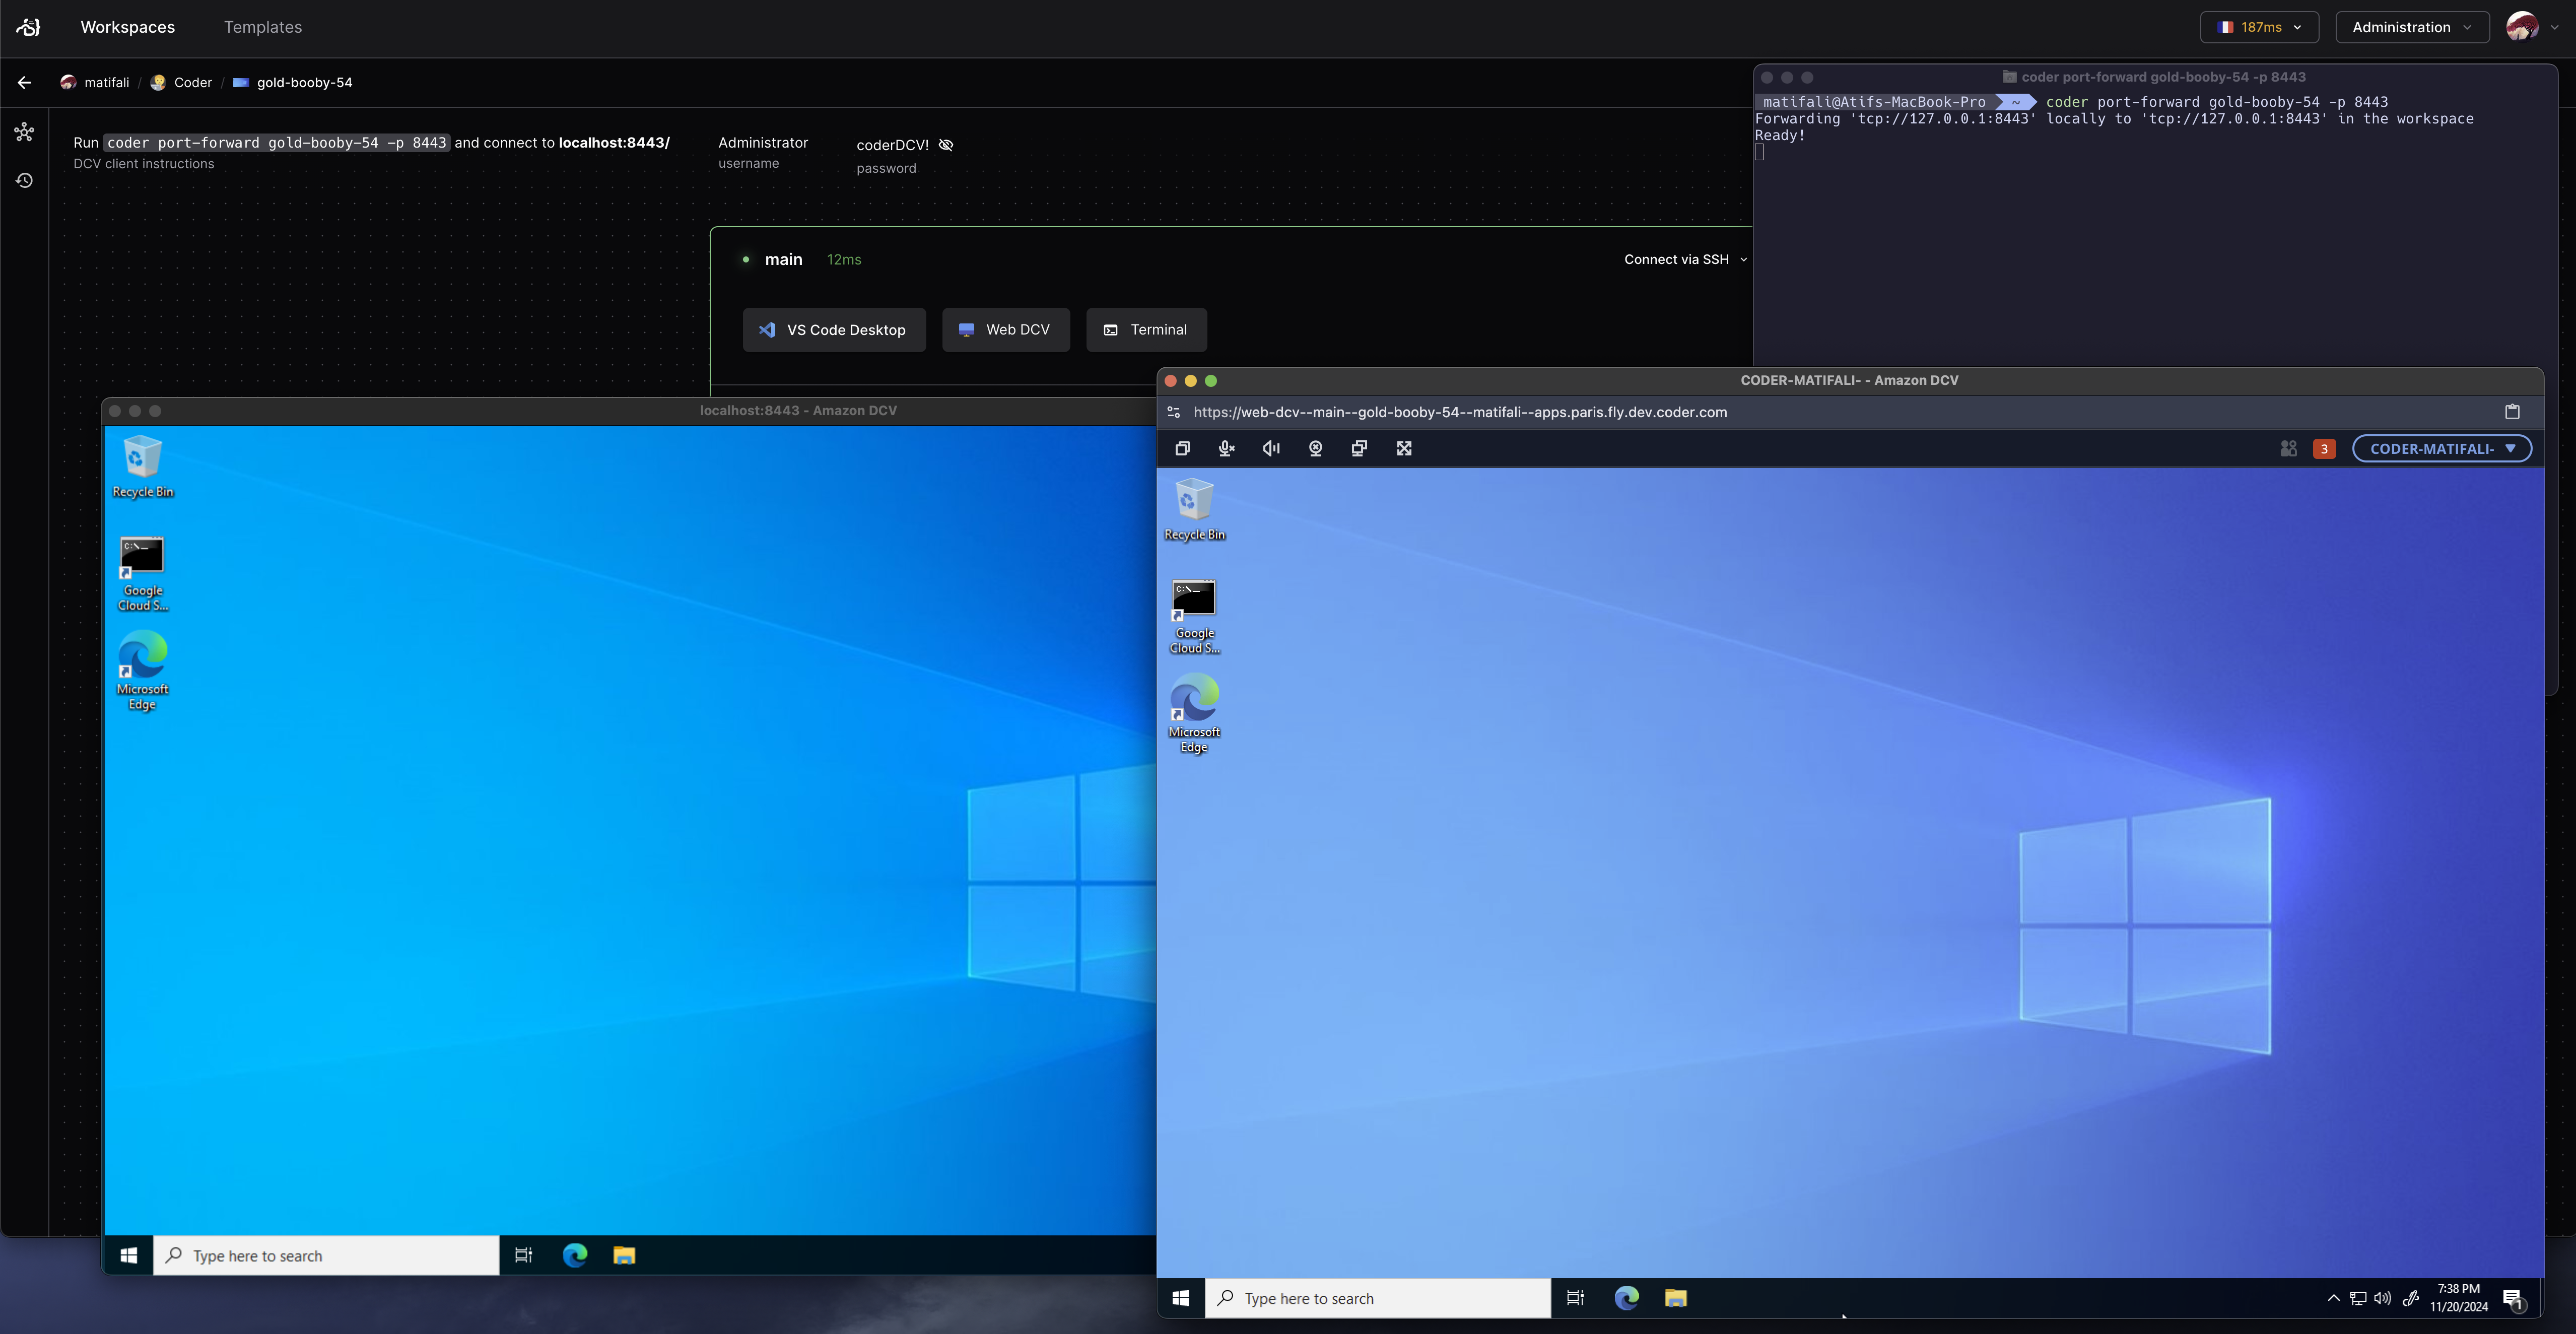 Workspaces
Templates
187ms
Administration
matifali / Coder / gold-booby-54
Run coder port-forward gold-booby-54 -p 8443 and connect to localhost:8443/
DCV client instructions
Administrator
username
coderDCV!
password
main
12ms
Connect via SSH
VS Code Desktop
Web DCV
Terminal
coder port-forward gold-booby-54 -p 8443
matifali@Atifs-MacBook-Pro ~ coder port-forward gold-booby-54 -p 8443
Forwarding 'tcp://127.0.0.1:8443' locally to 'tcp://127.0.0.1:8443' in the workspace
Ready!
localhost:8443 - Amazon DCV
Recycle Bin
Google
Cloud S...
Microsoft
Edge
Type here to search
CODER-MATIFALI- - Amazon DCV
https://web-dcv--main--gold-booby-54--matifali--apps.paris.fly.dev.coder.com
3
CODER-MATIFALI-
Recycle Bin
Google
Cloud S...
Microsoft
Edge
Type here to search
7:38 PM
11/20/2024
1